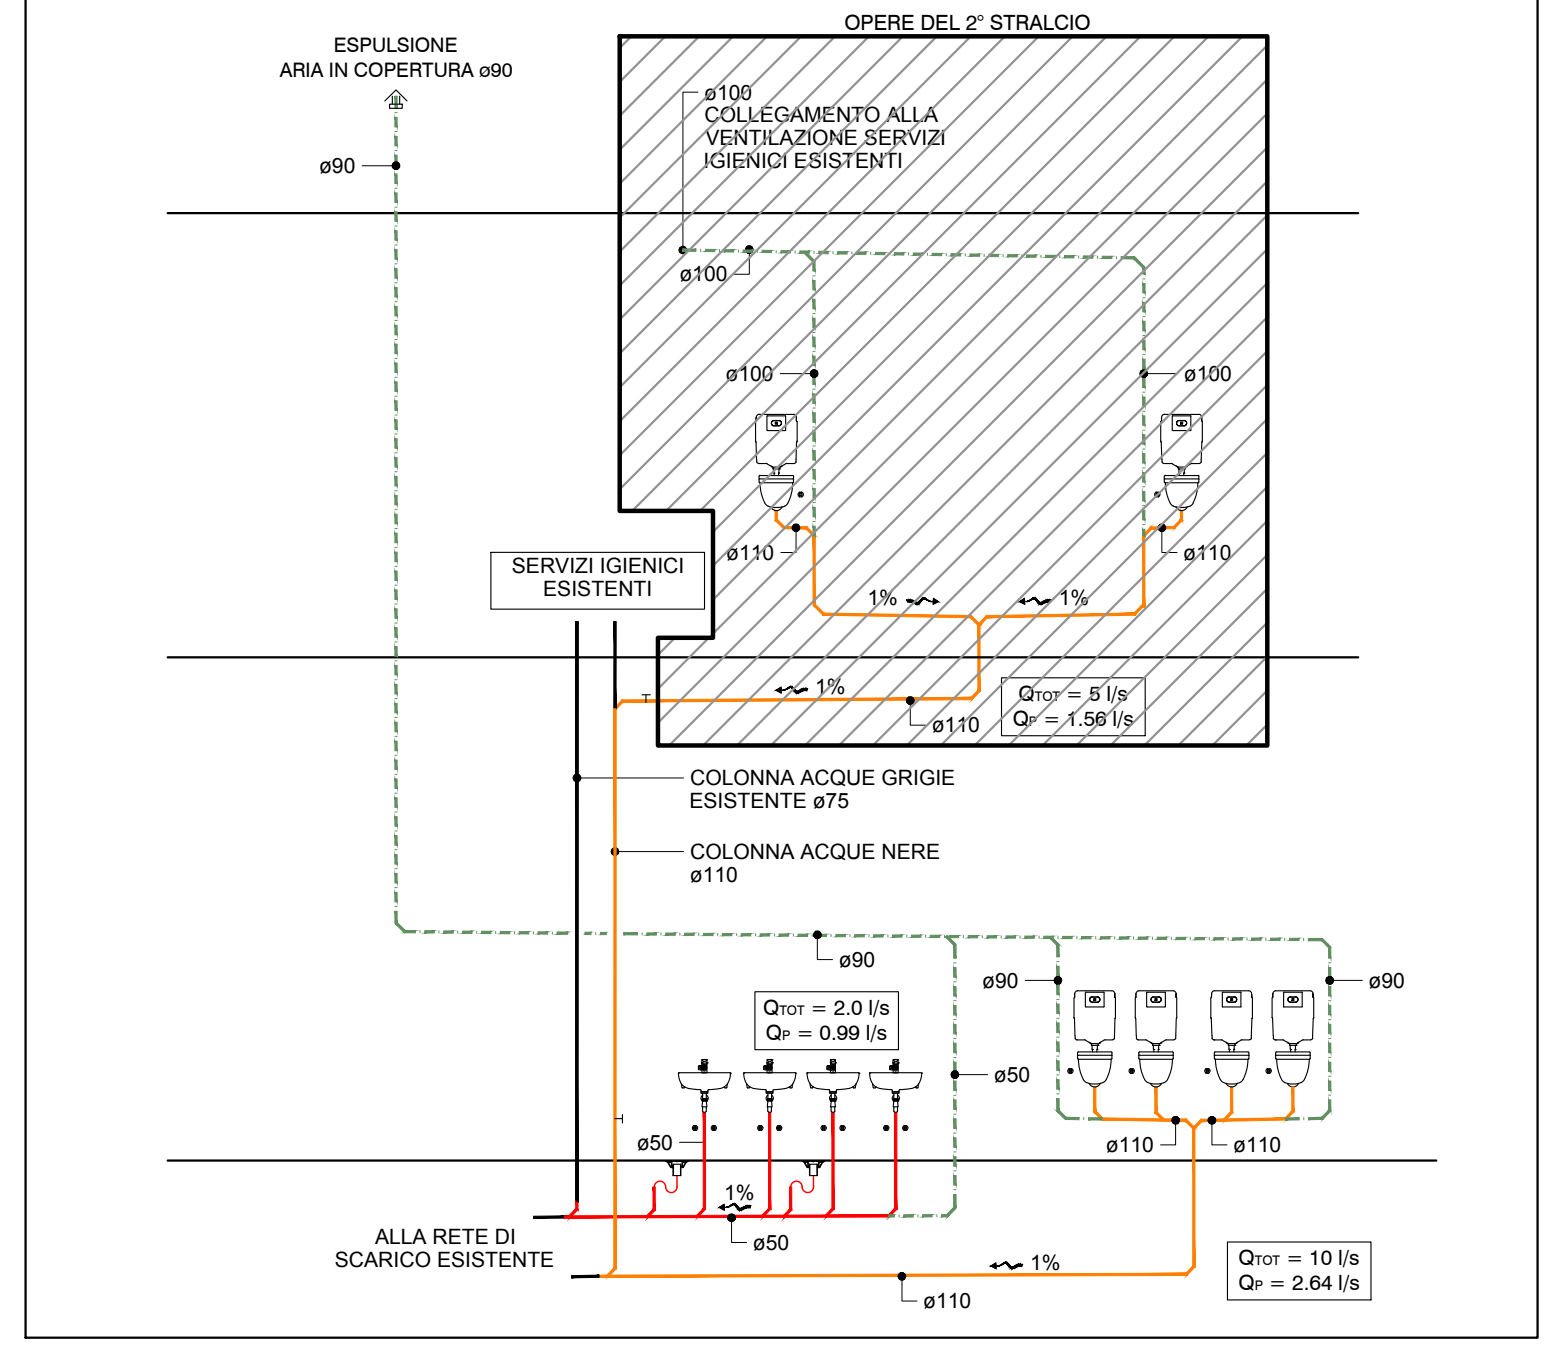 OPERE DEL 2° STRALCIO
ESPULSIONE
ARIA IN COPERTURA ø90
ø90
ø100
COLLEGAMENTO ALLA
VENTILAZIONE SERVIZI
IGIENICI ESISTENTI
ø100
ø100
ø100
ø110
ø110
SERVIZI IGIENICI
ESISTENTI
1%
1%
1%
QTOT = 5 l/s
QP = 1.56 l/s
ø110
COLONNA ACQUE GRIGIE
ESISTENTE ø75
COLONNA ACQUE NERE
ø110
ø90
ø90
ø90
QTOT = 2.0 l/s
QP = 0.99 l/s
ø50
ø50
ø110
ø110
1%
ø50
ALLA RETE DI
SCARICO ESISTENTE
1%
ø110
QTOT = 10 l/s
QP = 2.64 l/s